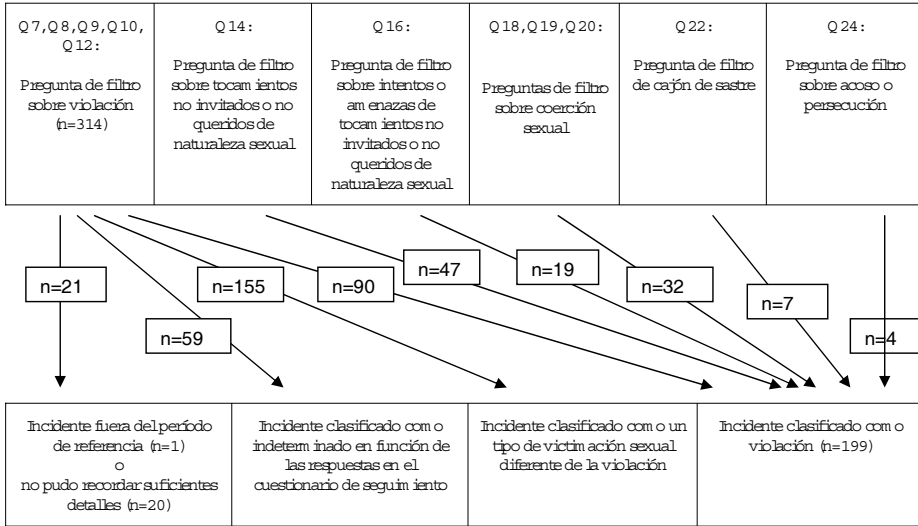 Q7,Q8,Q9,Q10,
Q12:
Pregunta de filtro
sobre violación
(n=314)
Q14:
Pregunta de filtro
sobre tocamientos
no invitados o no
queridos de
naturaleza sexual
Q16:
Pregunta de filtro
sobre intentos o
amenazas de
tocamientos no
invitados o no
queridos de
naturaleza sexual
Q18,Q19,Q20:
Preguntas de filtro
sobre coerción
sexual
Q22:
Pregunta de filtro
de cajón de sastre
Q24:
Pregunta de filtro
sobre acoso o
persecución
n=21
n=59
n=155
n=90
n=47
n=19
n=32
n=7
n=4
Incidente fuera del período
de referencia (n=1)
o
no pudo recordar suficientes
detalles (n=20)
Incidente clasificado como
indeterminado en función de
las respuestas en el
cuestionario de seguimiento
Incidente clasificado como un
tipo de victimación sexual
diferente de la violación
Incidente clasificado como
violación (n=199)